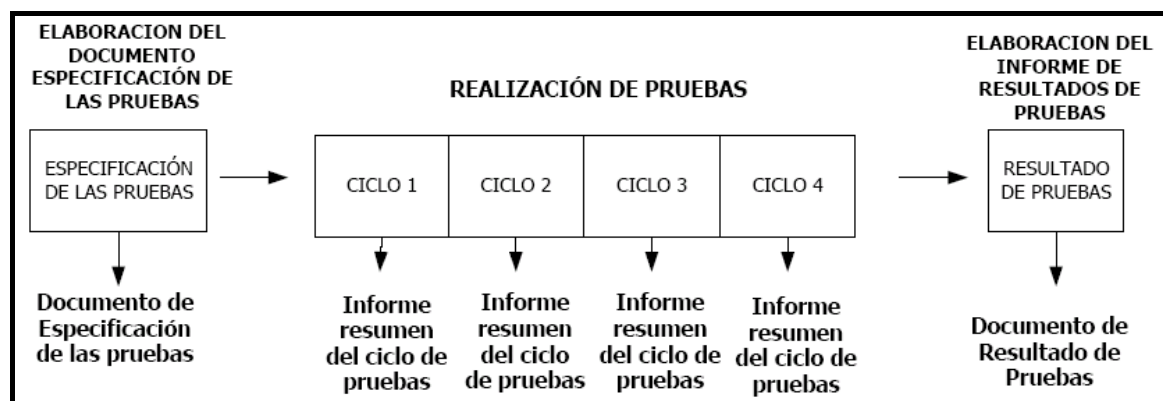 ELABORACION DEL
DOCUMENTO
ESPECIFICACIÓN DE
LAS PRUEBAS
REALIZACIÓN DE PRUEBAS
ELABORACION DEL
INFORME DE
RESULTADOS DE
PRUEBAS
ESPECIFICACIÓN
DE LAS PRUEBAS
CICLO 1
CICLO 2
CICLO 3
CICLO 4
RESULTADO
DE PRUEBAS
Documento de
Especificación
de las pruebas
Informe
resumen
del ciclo de
pruebas
Informe
resumen
del ciclo
de pruebas
Informe
resumen
del ciclo de
pruebas
Informe
resumen
del ciclo de
pruebas
Documento de
Resultado de
Pruebas